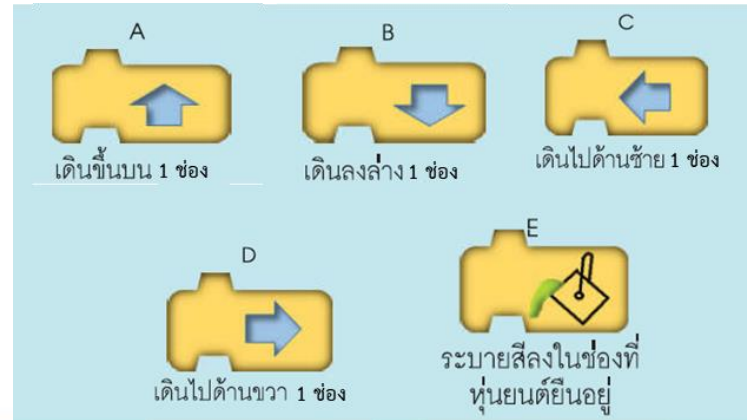 A
B
C
เดินขึ้นบน 1 ช่อง
เดินลงล่าง 1 ช่อง
เดินไปด้านซ้าย 1 ช่อง
D
E
เดินไปด้านขวา 1 ช่อง
ระบายสีลงในช่องที่
หุ่นยนต์ยืนอยู่